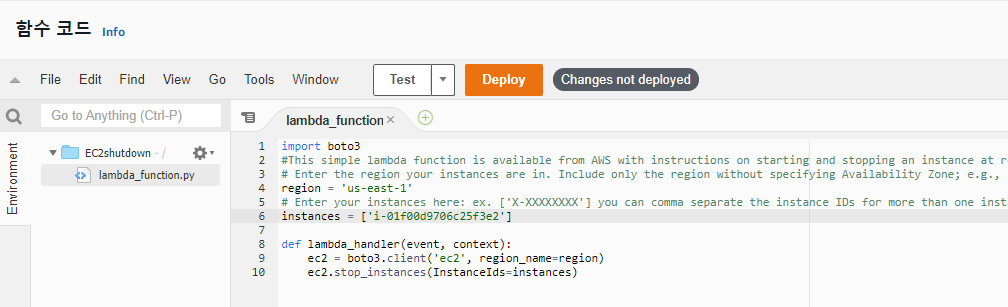 함수 코드 Info
File Edit Find View Go Tools Window Test Deploy Changes not deployed
Go to Anything (Ctrl-P)
lambda_function
Environment
EC2shutdown - /
lambda_function.py
1 import boto3
2 #This simple lambda function is available from AWS with instructions on starting and stopping an instance at
3 # Enter the region your instances are in. Include only the region without specifying Availability Zone; e.g.,
4 region = 'us-east-1'
5 # Enter your instances here: ex. ['X-XXXXXXXX'] you can comma separate the instance IDs for more than one inst
6 instances = ['i-01f00d9706c25f3e2']
7
8 def lambda_handler(event, context):
9 ec2 = boto3.client('ec2', region_name=region)
10 ec2.stop_instances(InstanceIds=instances)